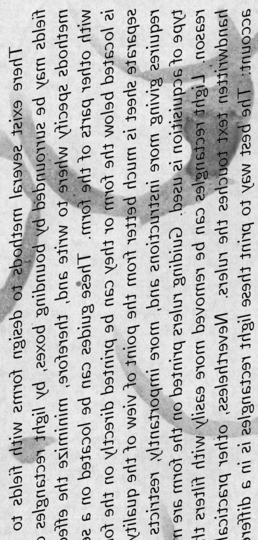 There exist several methods to design forms with fields to
fields may be surrounded by bounding boxes, by light rectangles
methods specify where to write and, therefore, minimize the effe
with other parts of the form. These guides can be located on a s
is located below the form or they can be printed directly on the fo
separate sheet is much better from the point of view of the quality
requires giving more instructions and, more importantly, restricts
type of acquisition is used. Guiding rulers printed on the form are m
reason. Light rectangles can be removed more easily with filters t
handwritten text touches the rulers. Nevertheless, other practical
account: The best way to print these light rectangles is in a differe